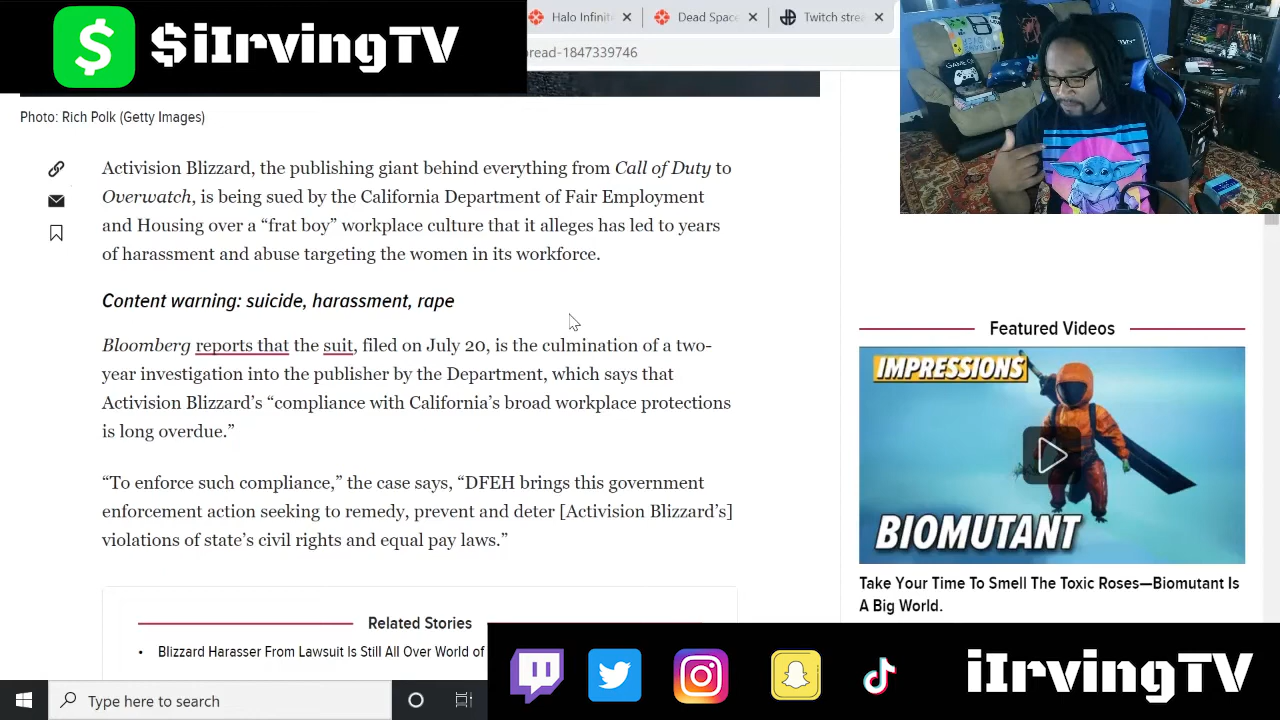 $iIrvingTV
Halo Infinit
Dead Space
Twitch strea
pread-1847339746
Photo: Rich Polk (Getty Images)
Activision Blizzard, the publishing giant behind everything from Call of Duty to
Overwatch, is being sued by the California Department of Fair Employment
and Housing over a “frat boy” workplace culture that it alleges has led to years
of harassment and abuse targeting the women in its workforce.
Content warning: suicide, harassment, rape
Bloomberg reports that the suit, filed on July 20, is the culmination of a two-
year investigation into the publisher by the Department, which says that
Activision Blizzard’s “compliance with California’s broad workplace protections
is long overdue.”
“To enforce such compliance,” the case says, “DFEH brings this government
enforcement action seeking to remedy, prevent and deter [Activision Blizzard’s]
violations of state’s civil rights and equal pay laws.”
Related Stories
• Blizzard Harasser From Lawsuit Is Still All Over World of
Featured Videos
IMPRESSIONS
BIOMUTANT
Take Your Time To Smell The Toxic Roses—Biomutant Is
A Big World.
Type here to search
iIrvingTV